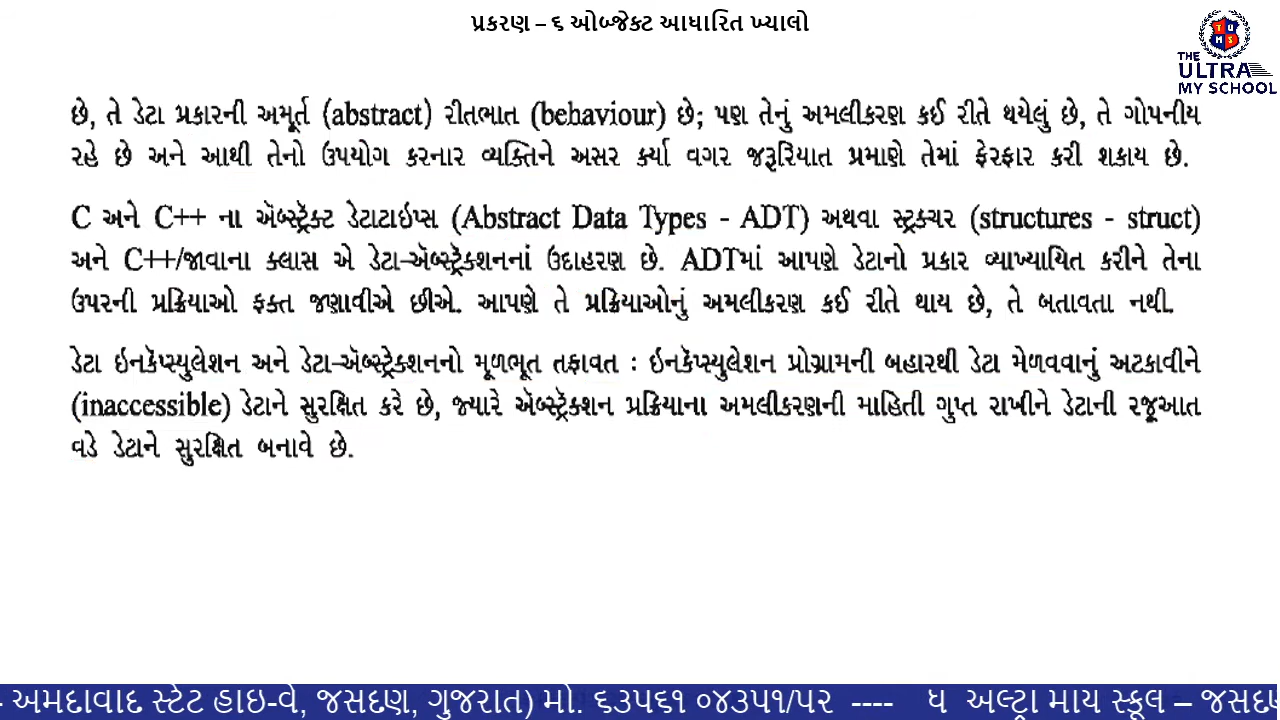 પ્રકરણ – ૬ ઓબ્જેક્ટ આધારિત ખ્યાલો
THE
ULTRA
MY SCHOOL
T U
M S
છે, તે ડેટા પ્રકારની અમૂર્ત (abstract) રીતભાત (behaviour) છે; પણ તેનું અમલીકરણ કઈ રીતે થયેલું છે, તે ગોપનીય
રહે છે અને આથી તેનો ઉપયોગ કરનાર વ્યક્તિને અસર ર્ક્યા વગર જરૂરિયાત પ્રમાણે તેમાં ફેરફાર કરી શકાય છે.
C અને C++ ના ઍબ્સ્ટ્રૅક્ટ ડેટાટાઇપ્સ (Abstract Data Types - ADT) અથવા સ્ટ્રક્ચર (structures - struct)
અને C++/જાવાના ક્લાસ એ ડેટા-ઍબ્સ્ટ્રૅક્શનનાં ઉદાહરણ છે. ADTમાં આપણે ડેટાનો પ્રકાર વ્યાખ્યાયિત કરીને તેના
ઉપરની પ્રક્રિયાઓ ફક્ત જણાવીએ છીએ. આપણે તે પ્રક્રિયાઓનું અમલીકરણ કઈ રીતે થાય છે, તે બતાવતા નથી.
ડેટા ઇનકૅપ્સ્યુલેશન અને ડેટા-ઍબ્સ્ટ્રેક્શનનો મૂળભૂત તફાવત : ઇનકૅપ્સ્યુલેશન પ્રોગ્રામની બહારથી ડેટા મેળવવાનું અટકાવીને
(inaccessible) ડેટાને સુરક્ષિત કરે છે, જ્યારે ઍબ્સ્ટ્રૅક્શન પ્રક્રિયાના અમલીકરણની માહિતી ગુપ્ત રાખીને ડેટાની રજૂઆત
વડે ડેટાને સુરક્ષિત બનાવે છે.
- અમદાવાદ સ્ટેટ હાઇ-વે, જસદણ, ગુજરાત) મો. ૬૩૫૬૧ ૦૪૩૫૧/૫૨ ---- ધ અલ્ટ્રા માય સ્કૂલ – જસદણ